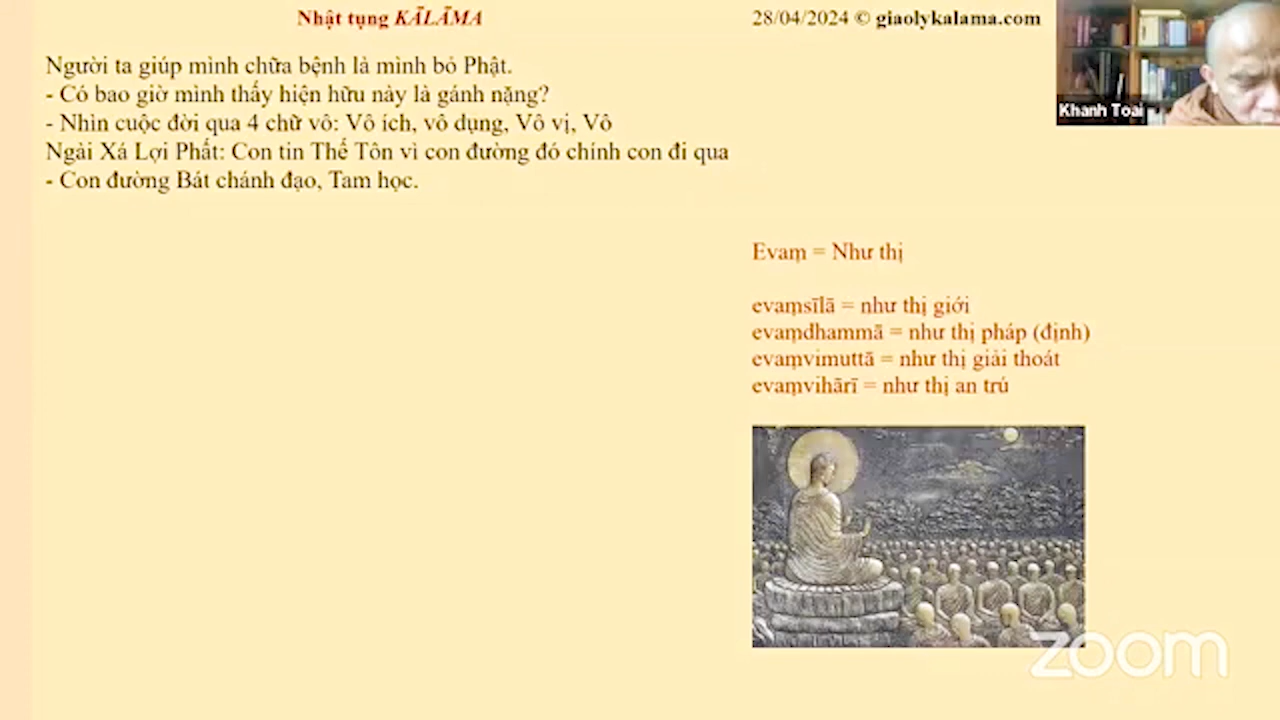 Nhật tụng KĀLĀMA
28/04/2024 © giaolykalama.com
Người ta giúp mình chữa bệnh là mình bỏ Phật.
- Có bao giờ mình thấy hiện hữu này là gánh nặng?
- Nhìn cuộc đời qua 4 chữ vô: Vô ích, vô dụng, Vô vị, Vô
Ngài Xá Lợi Phất: Con tin Thế Tôn vì con đường đó chính con đi qua
- Con đường Bát chánh đạo, Tam học.
Khanh Toai
Evaṃ = Như thị
evaṃsīlā = như thị giới
evaṃdhammā = như thị pháp (định)
evaṃvimuttā = như thị giải thoát
evaṃvihārī = như thị an trú
zoom